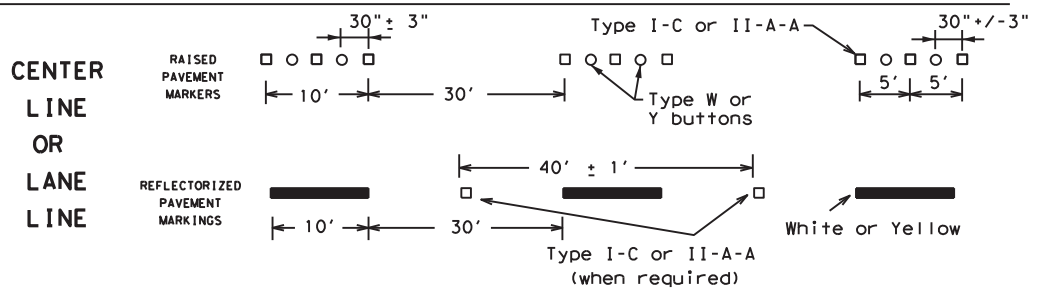 CENTER
LINE
OR
LANE
LINE
RAISED
PAVEMENT
MARKERS
30"± 3"
Type I-C or II-A-A
30"+/-3"
10'
30'
5'
5'
Type W or
Y buttons
REFLECTORIZED
PAVEMENT
MARKINGS
40' ± 1'
10'
30'
White or Yellow
Type I-C or II-A-A
(when required)